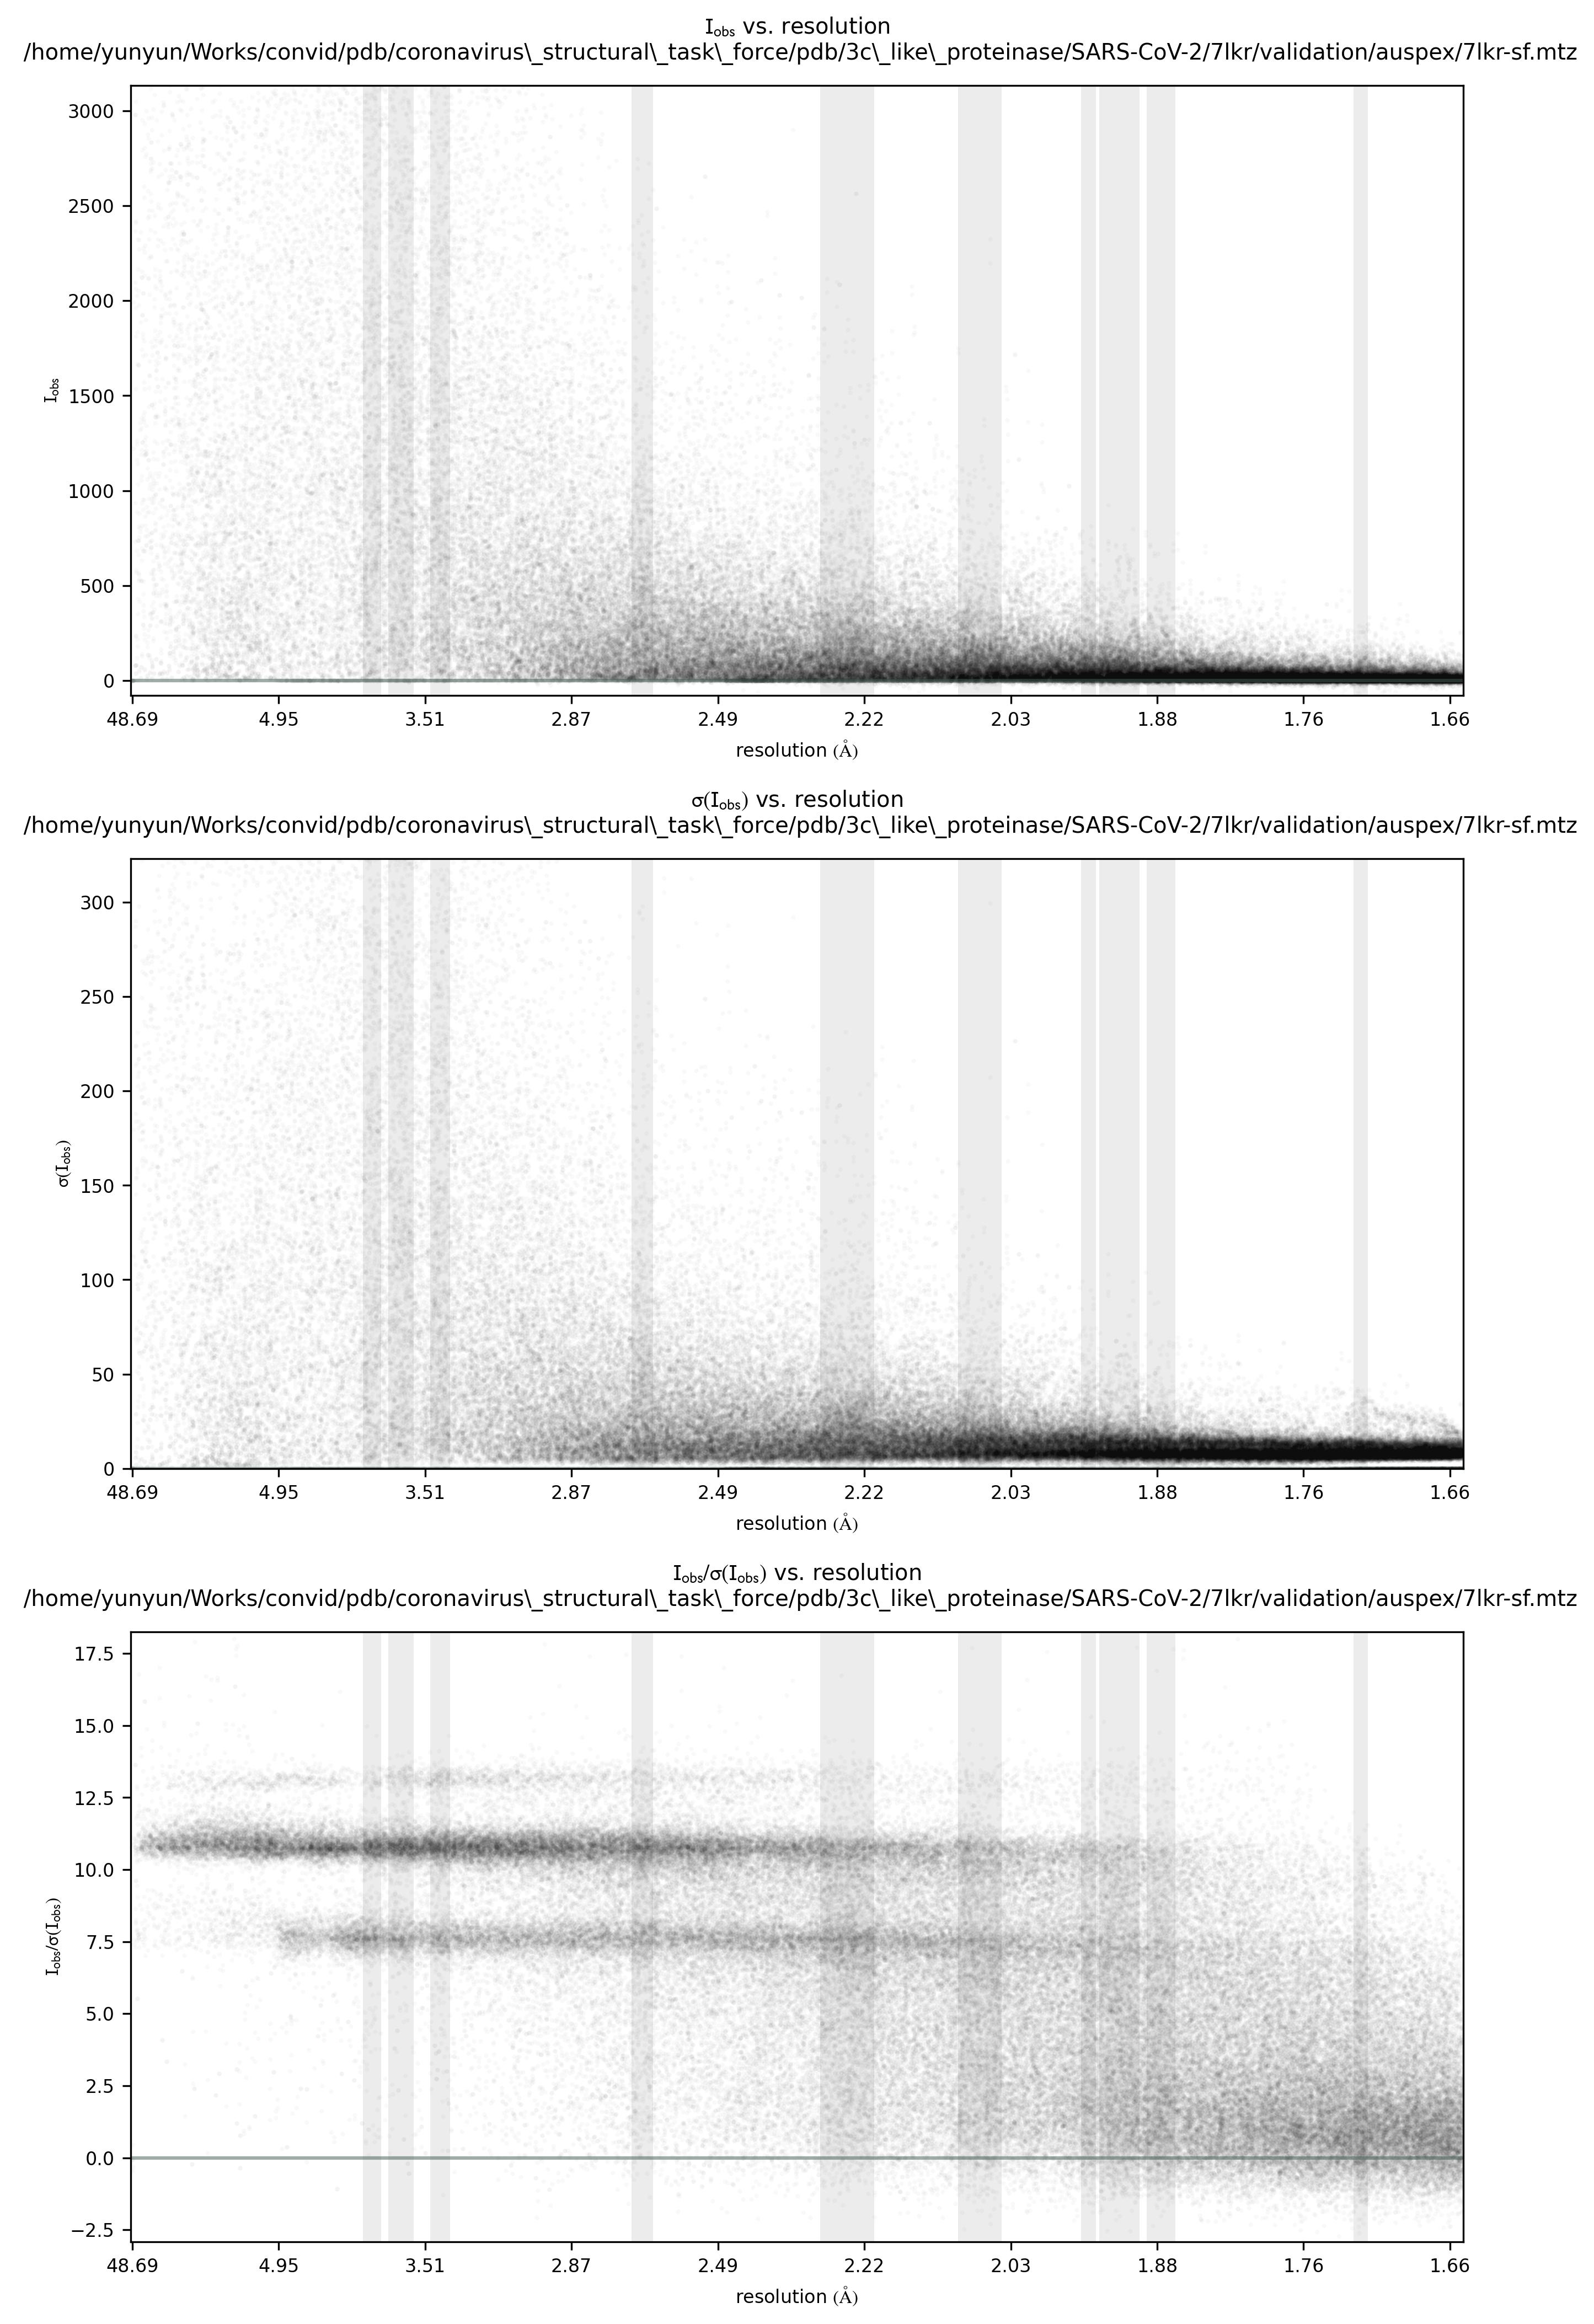 Iobs vs. resolution
/home/yunyun/Works/convid/pdb/coronavirus\_structural\_task\_force/pdb/3c\_like\_proteinase/SARS-CoV-2/7lkr/validation/auspex/7lkr-sf.mtz
3000
2500
2000
1500
1000
500
0
Iobs
48.69 4.95 3.51 2.87 2.49 2.22 2.03 1.88 1.76 1.66
resolution (Å)
σ(Iobs) vs. resolution
/home/yunyun/Works/convid/pdb/coronavirus\_structural\_task\_force/pdb/3c\_like\_proteinase/SARS-CoV-2/7lkr/validation/auspex/7lkr-sf.mtz
300
250
200
150
100
50
0
σ(Iobs)
48.69 4.95 3.51 2.87 2.49 2.22 2.03 1.88 1.76 1.66
resolution (Å)
Iobs/σ(Iobs) vs. resolution
/home/yunyun/Works/convid/pdb/coronavirus\_structural\_task\_force/pdb/3c\_like\_proteinase/SARS-CoV-2/7lkr/validation/auspex/7lkr-sf.mtz
17.5
15.0
12.5
10.0
7.5
5.0
2.5
0.0
−2.5
Iobs/σ(Iobs)
48.69 4.95 3.51 2.87 2.49 2.22 2.03 1.88 1.76 1.66
resolution (Å)